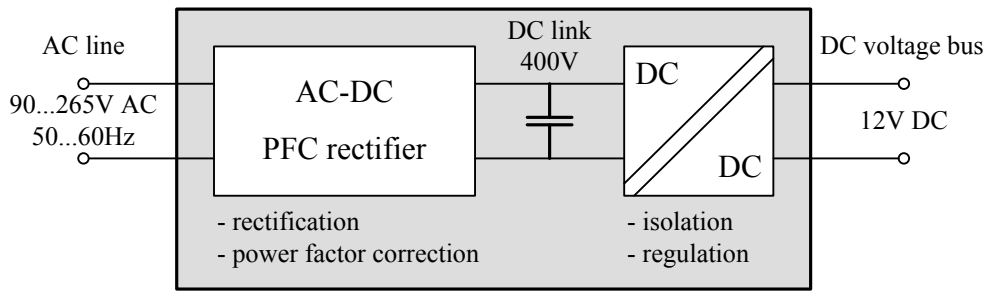 AC line
90...265V AC
50...60Hz
AC-DC
PFC rectifier
- rectification
- power factor correction
DC link
400V
DC
DC
- isolation
- regulation
DC voltage bus
12V DC